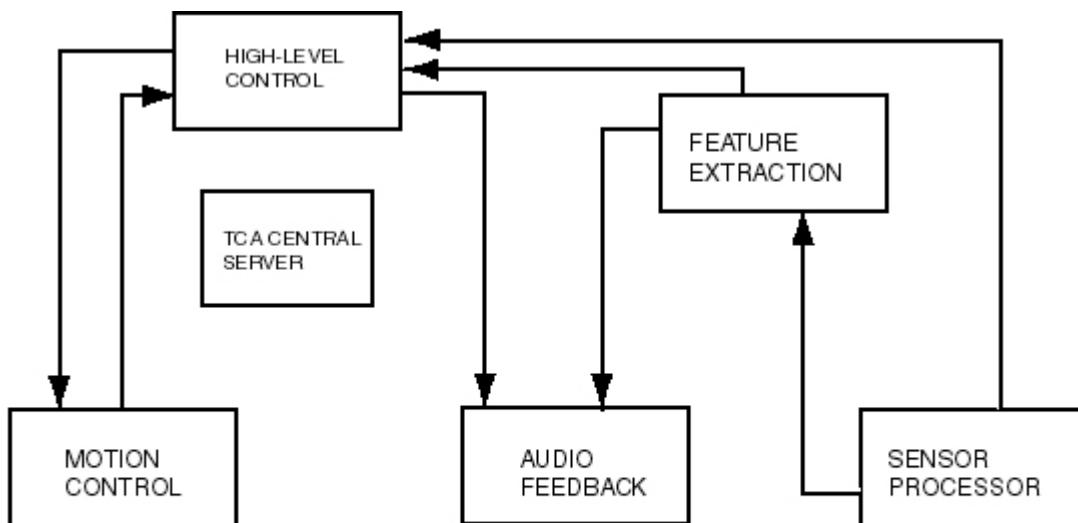 HIGH-LEVEL
CONTROL
FEATURE
EXTRACTION
TCA CENTRAL
SERVER
MOTION
CONTROL
AUDIO
FEEDBACK
SENSOR
PROCESSOR